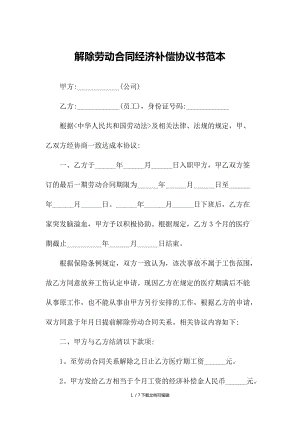 解除劳动合同经济补偿协议书范本
甲方:______(公司)
乙方:______(员工)，身份证号码:______
根据<中华人民共和国劳动法>及相关法律、法规的规定，甲、
乙双方经协商一致达成本协议:
一、乙方于______年______月______日入职甲方，甲乙双方签
订的最后一期劳动合同期限为______年______月______日至
______年______月______日。______年______月______日下班后，乙方在
家突发脑溢血，甲方予以积极协助。根据规定，乙方3个月的医疗
期截止______年______月______日结束。
根据保险条例规定，双方一致认为，该次事故不属于工伤范围，
故乙方同意放弃工伤认定申请，现因乙方在规定的医疗期满后不能
从事原工作，也不能从事由甲方另行安排的工作。根据乙方的申请，
双方同意于年月日提前解除劳动合同关系。相关协议内容如下:
一、甲方同意与乙方结清以下款项:
1、至劳动合同关系解除之日止乙方医疗期工资______元。
2、甲方发给乙方相当于个月工资的经济补偿金人民币______元。
1 / 7下载文档可编辑